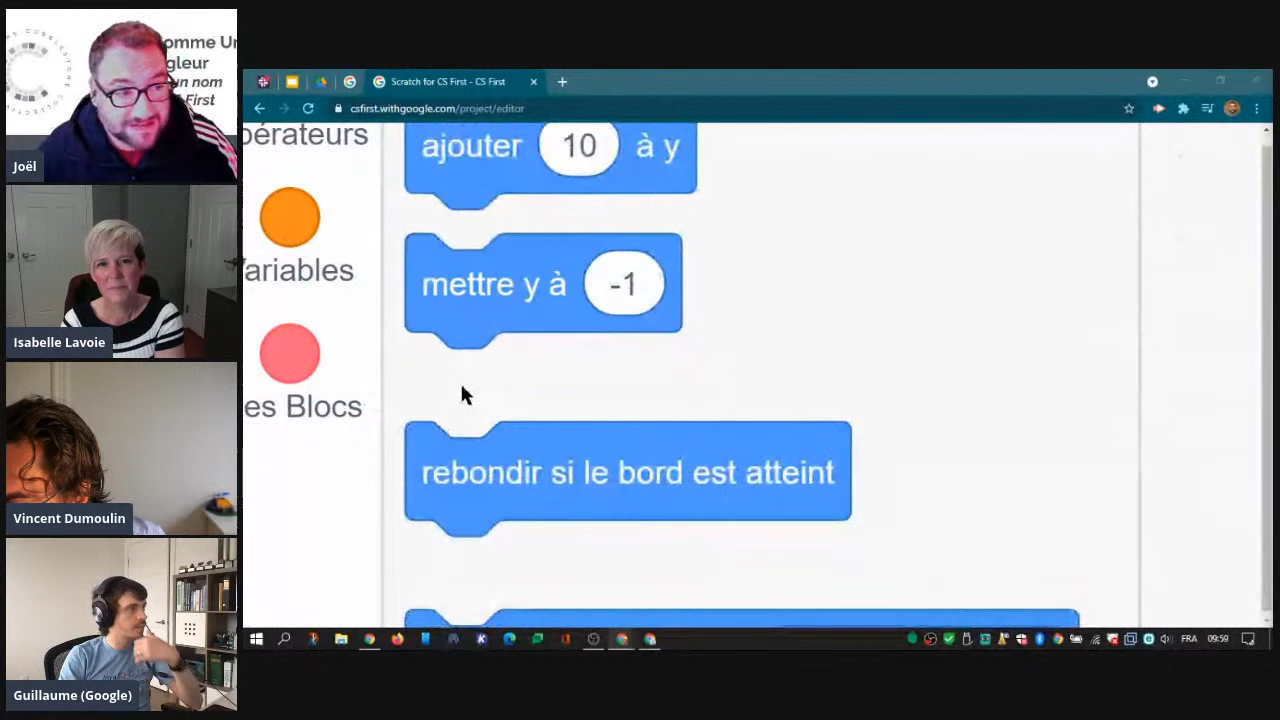 omme Un
gleur
un nom
First
Joël
Isabelle Lavoie
Vincent Dumoulin
Guillaume (Google)
Scratch for CS First - CS First
csfirst.withgoogle.com/project/editor
pérateurs
ariables
es Blocs
ajouter 10 à y
mettre y à -1
rebondir si le bord est atteint
FRA
09:59